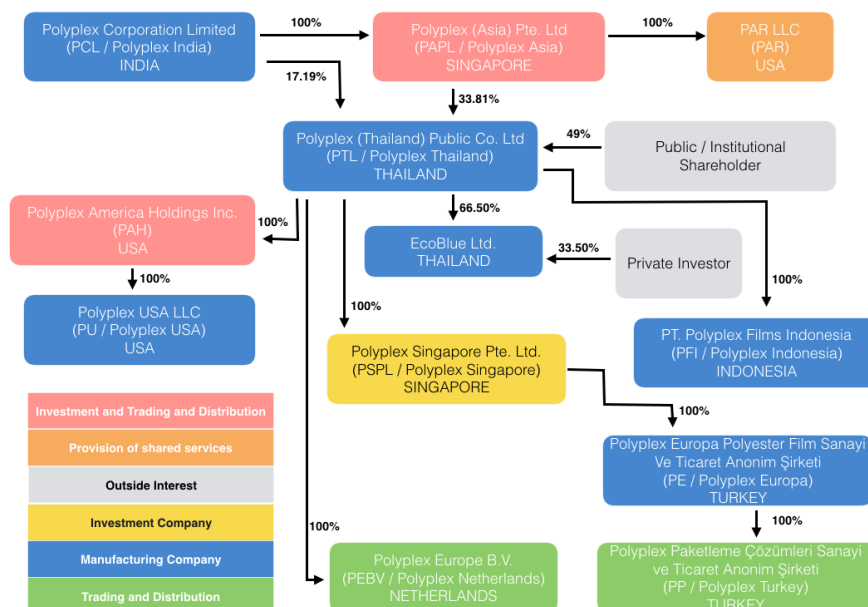 Polyplex Corporation Limited
(PCL / Polyplex India)
INDIA
100%
Polyplex (Asia) Pte. Ltd
(PAPL / Polyplex Asia)
SINGAPORE
100%
PAR LLC
(PAR)
USA
17.19%
33.81%
Polyplex (Thailand) Public Co. Ltd
(PTL / Polyplex Thailand)
THAILAND
49%
Public / Institutional
Shareholder
Polyplex America Holdings Inc.
(PAH)
USA
100%
66.50%
EcoBlue Ltd.
THAILAND
33.50%
Private Investor
100%
100%
Polyplex USA LLC
(PU / Polyplex USA)
USA
100%
Polyplex Singapore Pte. Ltd.
(PSPL / Polyplex Singapore)
SINGAPORE
PT. Polyplex Films Indonesia
(PFI / Polyplex Indonesia)
INDONESIA
100%
Polyplex Europa Polyester Film Sanayi
Ve Ticaret Anonim Şirketi
(PE / Polyplex Europa)
TURKEY
100%
Polyplex Paketleme Çözümleri Sanayi
ve Ticaret Anonim Şirketi
(PP / Polyplex Turkey)
TURKEY
100%
Polyplex Europe B.V.
(PEBV / Polyplex Netherlands)
NETHERLANDS
Investment and Trading and Distribution
Provision of shared services
Outside Interest
Investment Company
Manufacturing Company
Trading and Distribution